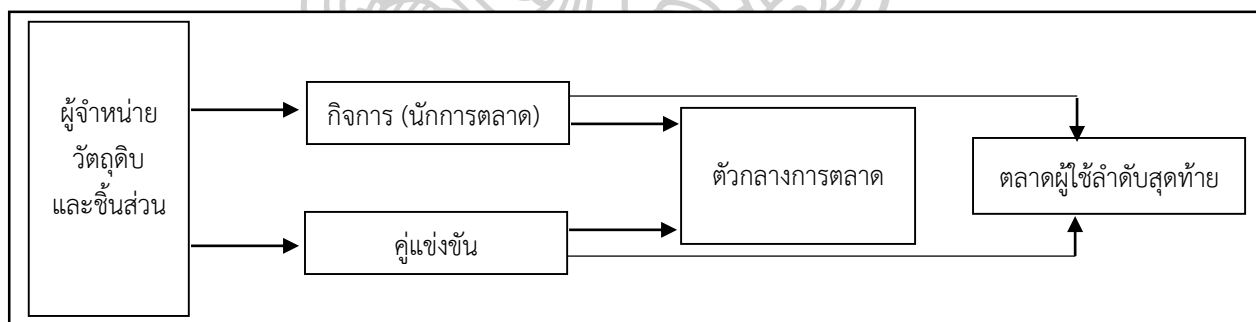 ผู้จำหน่าย
วัตถุดิบ
และชิ้นส่วน
กิจการ (นักการตลาด)
คู่แข่งขัน
ตัวกลางการตลาด
ตลาดผู้ใช้ลำดับสุดท้าย